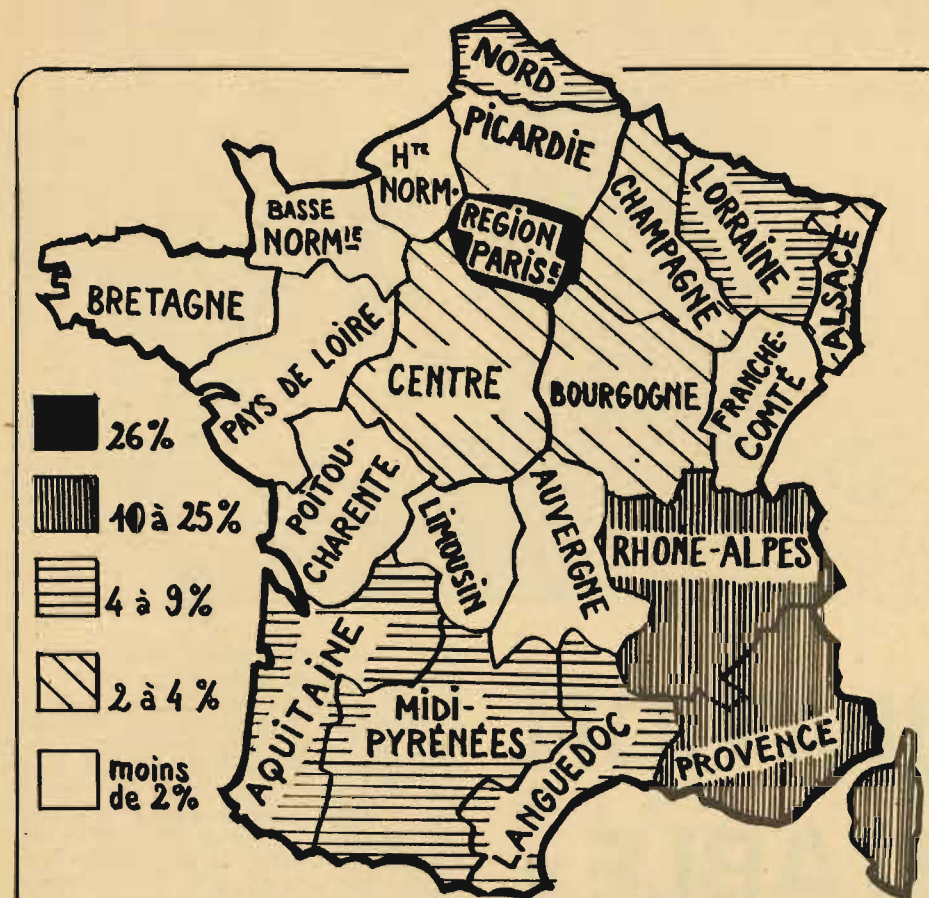 NORD
PICARDIE
HTE
NORM.
BASSE
NORMIE
REGION
PARISE
CHAMPAGNE
LORRAINE
ALSACE
BRETAGNE
PAYS DE LOIRE
CENTRE
BOURGOGNE
FRANCHE-
COMTÉ
POITOU-
CHARENTE
LIMOUSIN
AUVERGNE
RHONE-ALPES
AQUITAINE
MIDI-
PYRÉNÉES
LANGUEDOC
PROVENCE
26%
10 à 25%
4 à 9%
2 à 4%
moins
de 2%